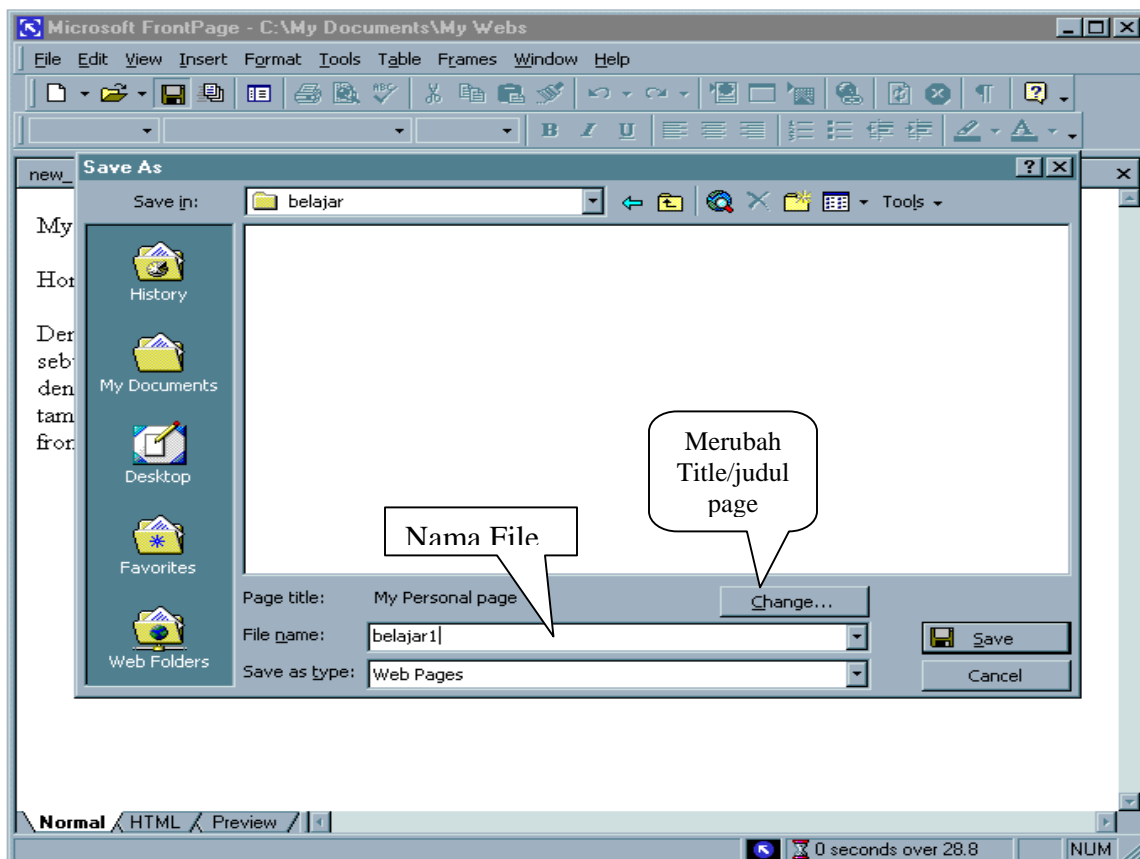 Microsoft FrontPage - C:\My Documents\My Webs
File Edit View Insert Format Tools Table Frames Window Help
ABC
B I U A
new_
Save As
Save in: belajar Tools
My
Hor
Der
seb
den
tam
fror
History
My Documents
Desktop
Favorites
Web Folders
Merubah
Title/judul
page
Nama File
Page title: My Personal page Change...
File name: belajar1 Save
Save as type: Web Pages Cancel
Normal HTML Preview
0 seconds over 28.8 NUM